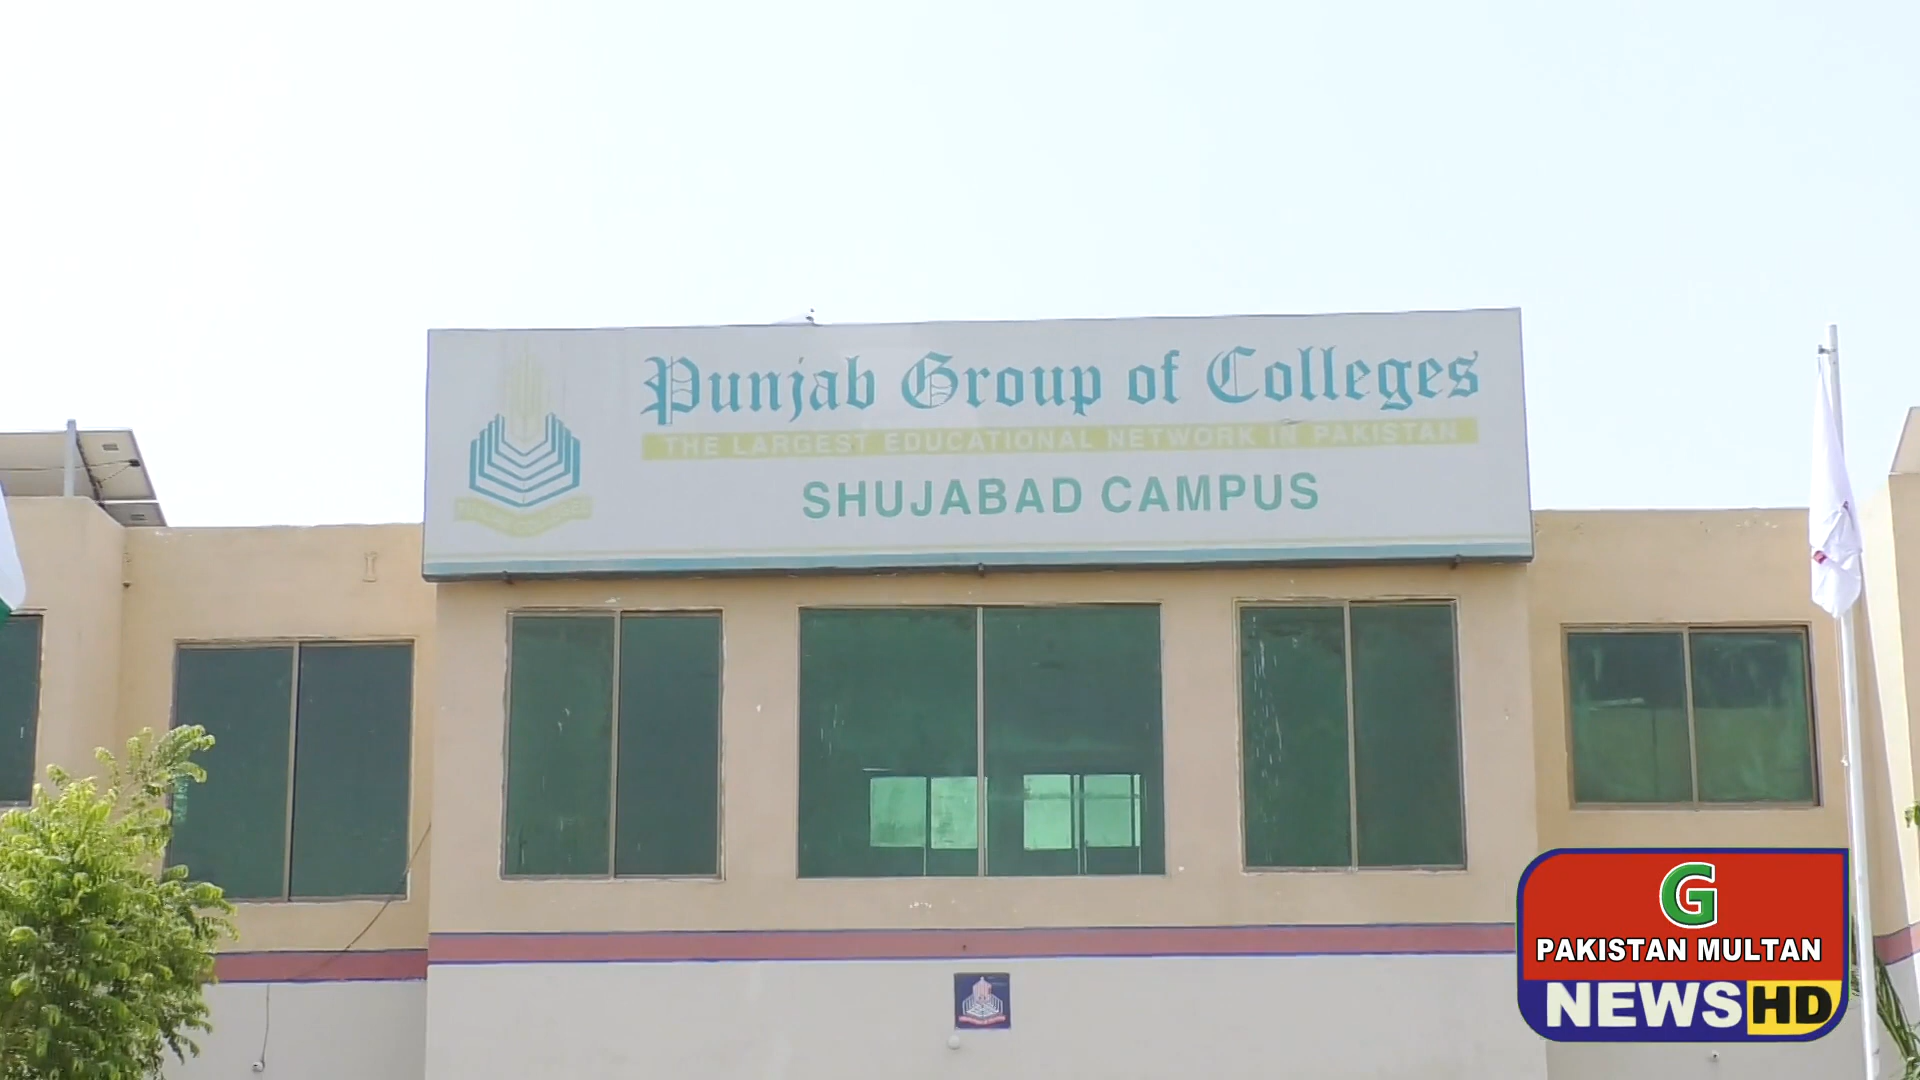 Punjab Group of Colleges
THE LARGEST EDUCATIONAL NETWORK IN PAKISTAN
SHUJABAD CAMPUS
G
PAKISTAN MULTAN
NEWSHD